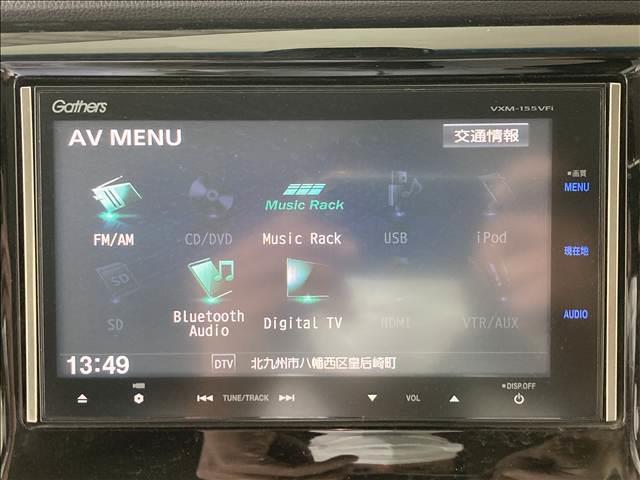 Gathers
VXM-155VFi
AV MENU
交通情報
Music Rack
FM/AM
CD/DVD
Music Rack
USB
iPod
SD
SD
Bluetooth
Audio
Digital TV
HDMI
VTR/AUX
13:49
DTV
北九州市八幡西区皇后崎町
画質
MENU
現在地
AUDIO
TUNE/TRACK
VOL
DISP.OFF